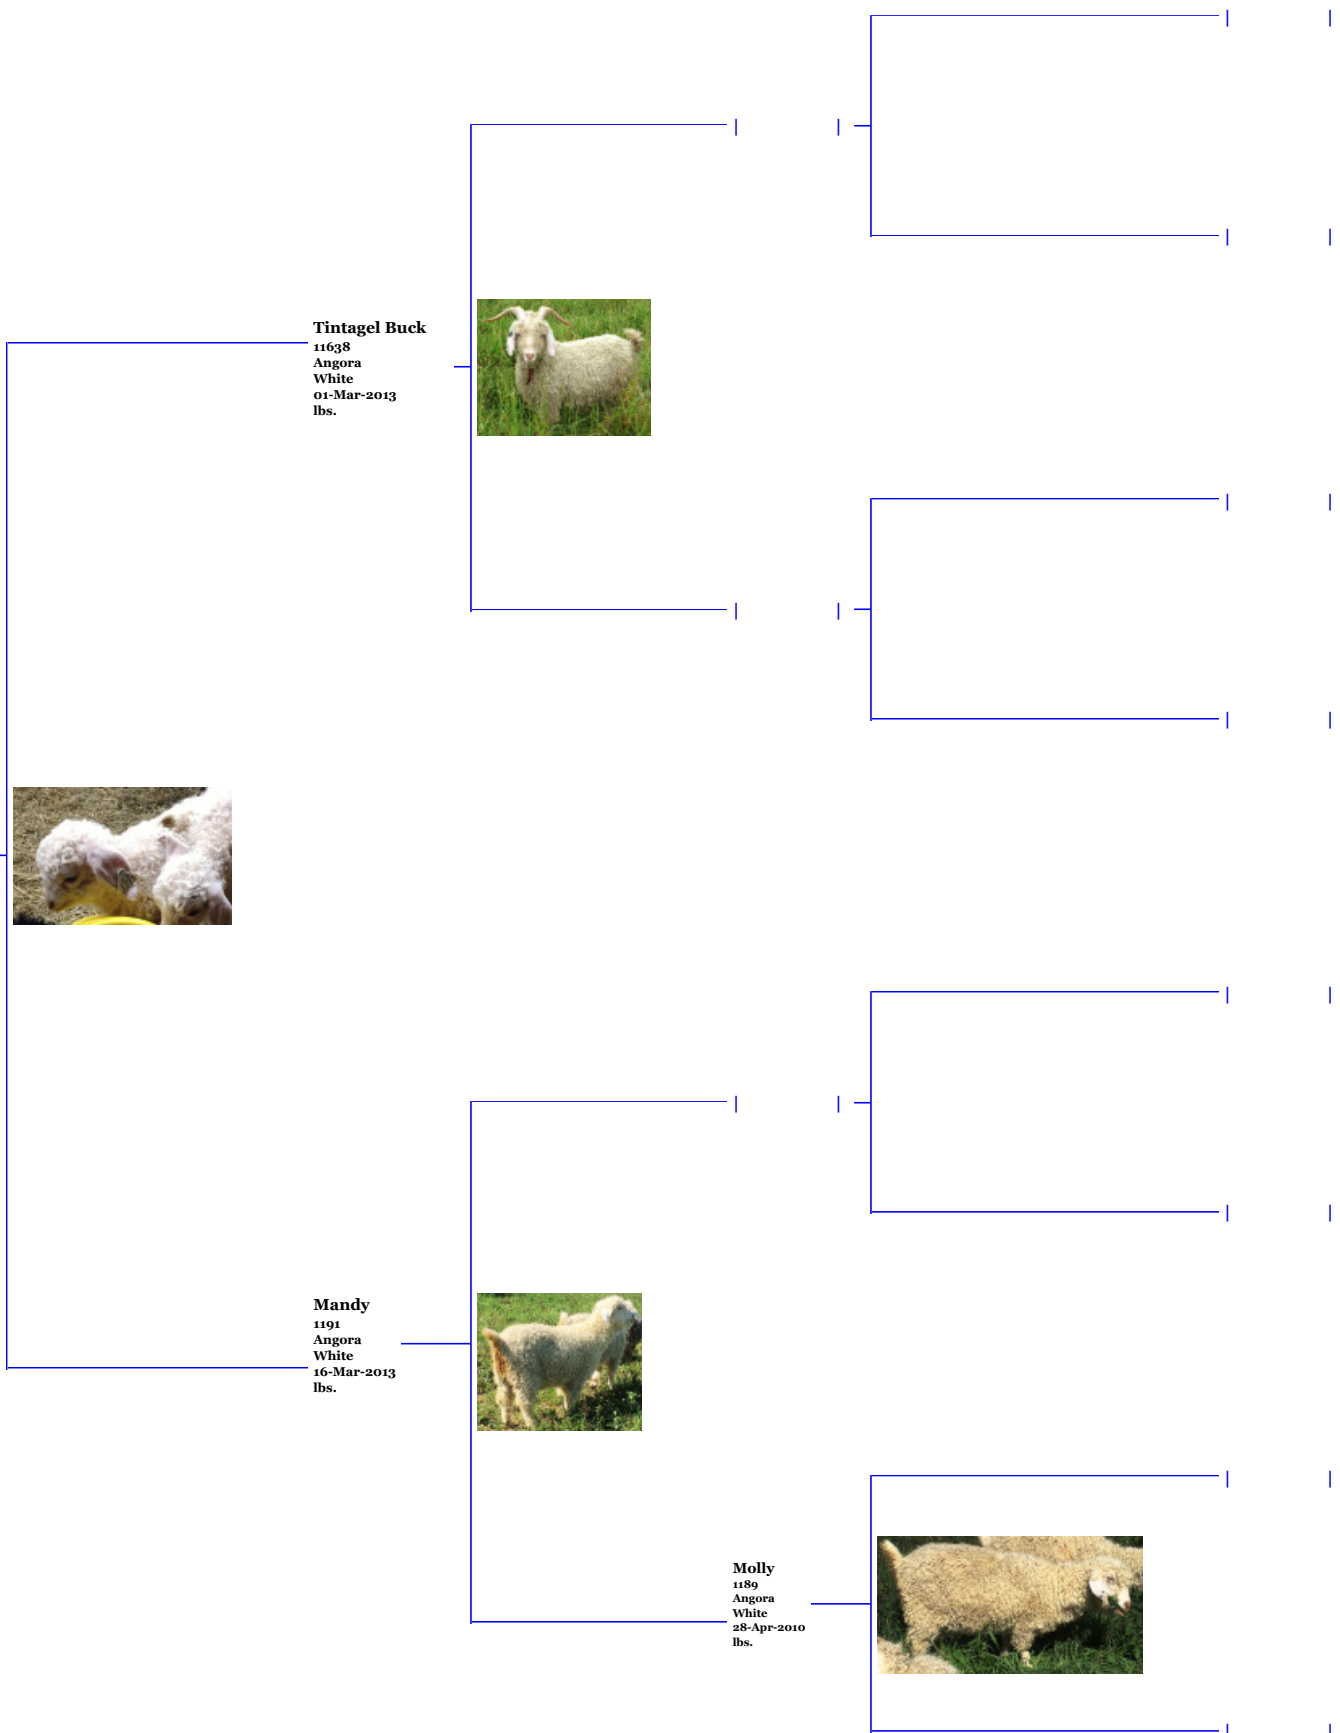 Tintagel Buck
11638
Angora
White
01-Mar-2013
lbs.
Mandy
1191
Angora
White
16-Mar-2013
lbs.
Molly
1189
Angora
White
28-Apr-2010
lbs.